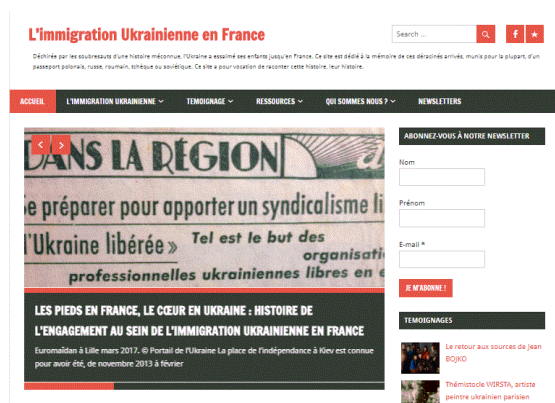 L'immigration Ukrainienne en France
Search ...
Déchirée par les soubresauts d'une histoire méconnue, l'Ukraine a essaimé ses enfants jusqu'en France. Ce site est dédié à la mémoire de ces déracinés arrivés, munis pour la plupart, d'un
passeport polonais, russe, roumain, tchèque ou soviétique. Ce site a pour vocation de raconter cette histoire, leur histoire.
ACCUEIL
L'IMMIGRATION UKRAINIENNE
TEMOIGNAGE
RESSOURCES
QUI SOMMES NOUS ?
NEWSLETTERS
DANS LA RÉGION
se préparer pour apporter un syndicalisme li
l'Ukraine libérée » Tel est le but des
organisati
professionnelles ukrainiennes libres en e
LES PIEDS EN FRANCE, LE CŒUR EN UKRAINE : HISTOIRE DE
L'ENGAGEMENT AU SEIN DE L'IMMIGRATION UKRAINIENNE EN FRANCE
Euromaïdan à Lille mars 2017. © Portail de l'Ukraine La place de l'indépendance à Kiev est connue
pour avoir été, de novembre 2013 à février
ABONNEZ-VOUS À NOTRE NEWSLETTER
Nom
Prénom
E-mail *
JE M'ABONNE !
TEMOIGNAGES
Le retour aux sources de Jean
BOJKO
Thémistocle WIRSTA, artiste
peintre ukrainien parisien